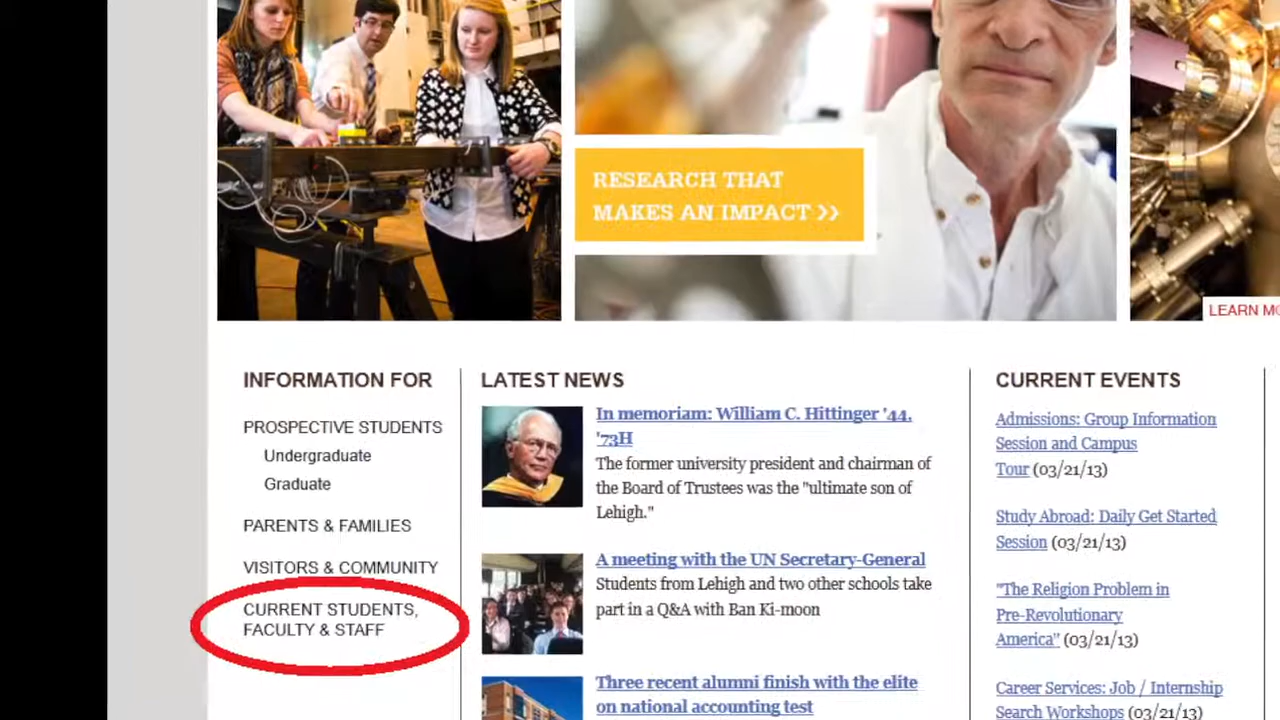 RESEARCH THAT
MAKES AN IMPACT >>
LEARN
INFORMATION FOR
PROSPECTIVE STUDENTS
Undergraduate
Graduate
PARENTS & FAMILIES
VISITORS & COMMUNITY
CURRENT STUDENTS,
FACULTY & STAFF
LATEST NEWS
In memoriam: William C. Hittinger '44,
'73H
The former university president and chairman of
the Board of Trustees was the "ultimate son of
Lehigh."
A meeting with the UN Secretary-General
Students from Lehigh and two other schools take
part in a Q&A with Ban Ki-moon
Three recent alumni finish with the elite
on national accounting test
CURRENT EVENTS
Admissions: Group Information
Session and Campus
Tour (03/21/13)
Study Abroad: Daily Get Started
Session (03/21/13)
"The Religion Problem in
Pre-Revolutionary
America" (03/21/13)
Career Services: Job / Internship
Search Workshops (03/21/13)